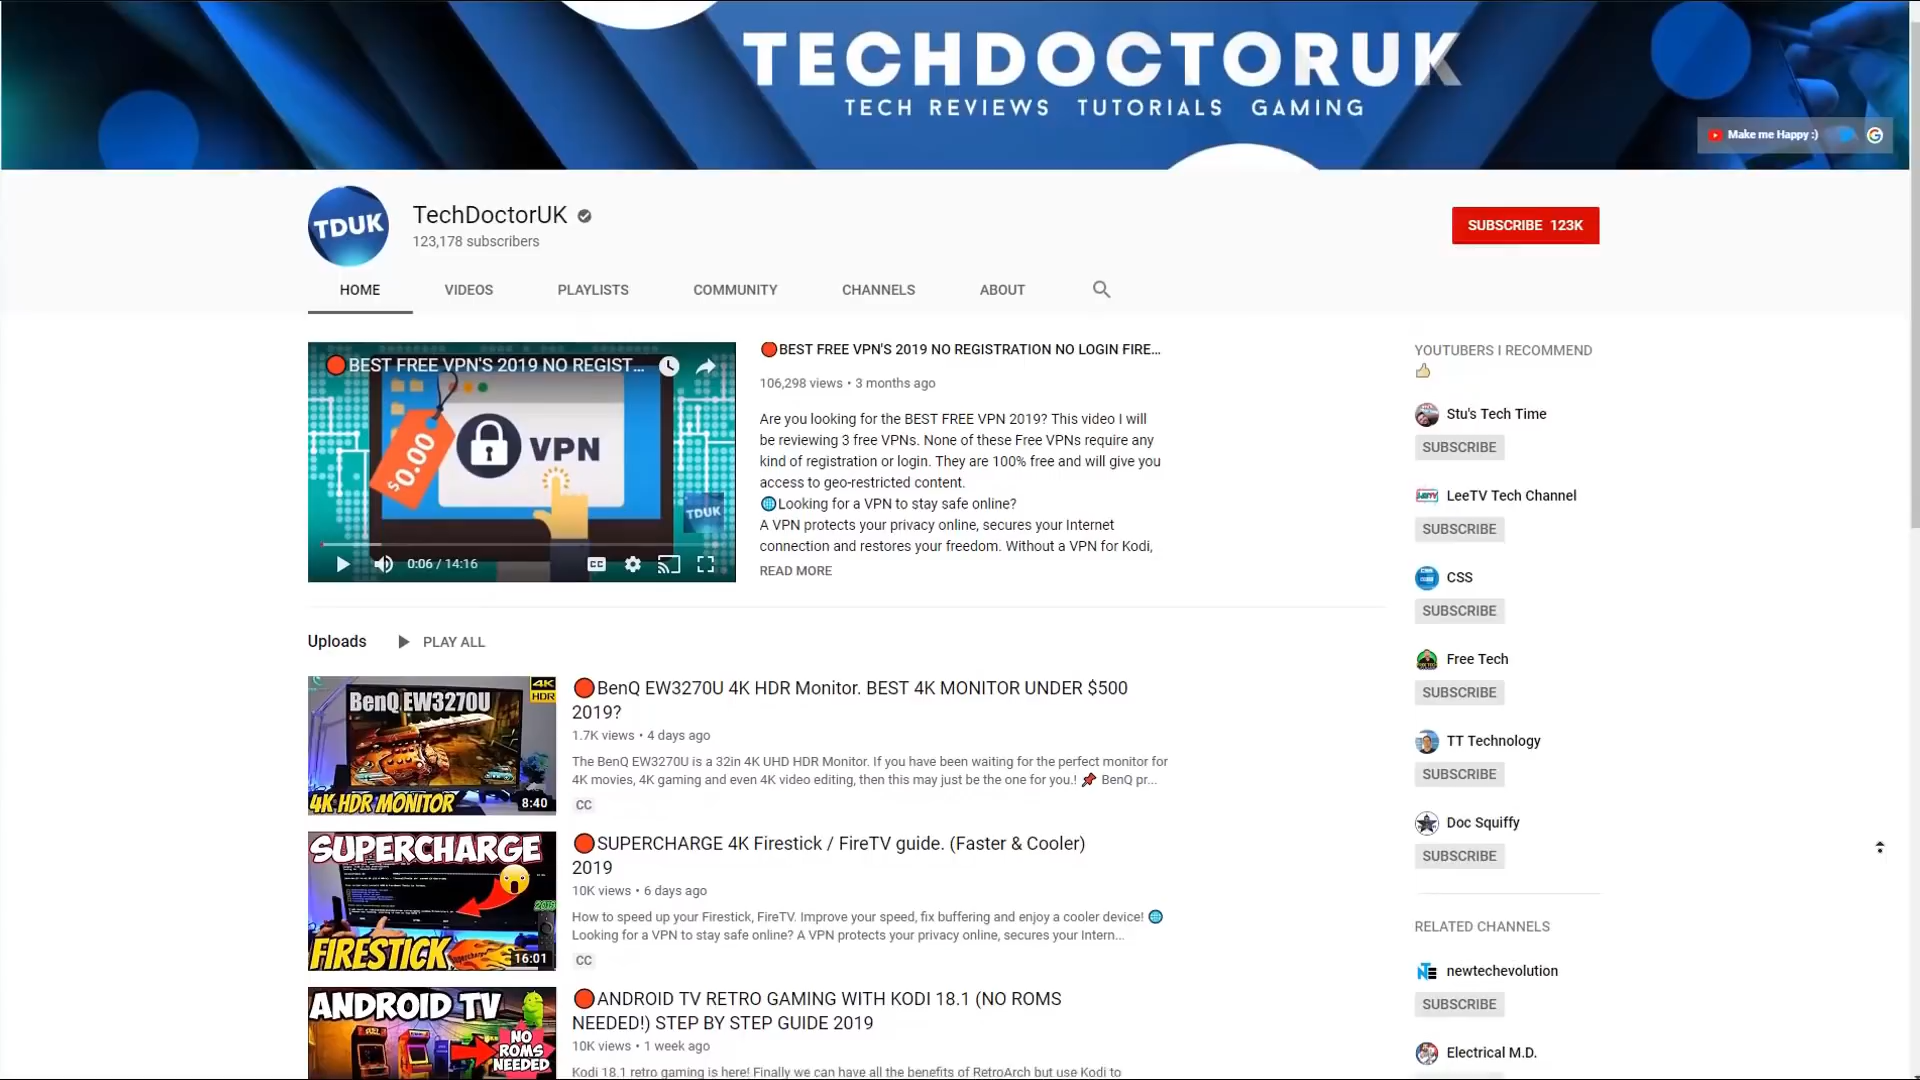 TECHDOCTORUK
TECH REVIEWS TUTORIALS GAMING
Make me Happy :)
TDUK
TechDoctorUK
123,178 subscribers
SUBSCRIBE 123K
HOME VIDEOS PLAYLISTS COMMUNITY CHANNELS ABOUT
🔴BEST FREE VPN'S 2019 NO REGIST...
$0.00
VPN
TDUK
0:06 / 14:16
CC
🔴BEST FREE VPN'S 2019 NO REGISTRATION NO LOGIN FIRE...
106,298 views • 3 months ago
Are you looking for the BEST FREE VPN 2019? This video I will
be reviewing 3 free VPNs. None of these Free VPNs require any
kind of registration or login. They are 100% free and will give you
access to geo-restricted content.
🌐Looking for a VPN to stay safe online?
A VPN protects your privacy online, secures your Internet
connection and restores your freedom. Without a VPN for Kodi,
READ MORE
Uploads PLAY ALL
BenQ EW3270U
4K
HDR
4K HDR MONITOR
8:40
🔴BenQ EW3270U 4K HDR Monitor. BEST 4K MONITOR UNDER $500
2019?
1.7K views • 4 days ago
The BenQ EW3270U is a 32in 4K UHD HDR Monitor. If you have been waiting for the perfect monitor for
4K movies, 4K gaming and even 4K video editing, then this may just be the one for you.! 📌 BenQ pr...
CC
SUPERCHARGE
FIRESTICK
16:01
🔴SUPERCHARGE 4K Firestick / FireTV guide. (Faster & Cooler)
2019
10K views • 6 days ago
How to speed up your Firestick, FireTV. Improve your speed, fix buffering and enjoy a cooler device! 🌐
Looking for a VPN to stay safe online? A VPN protects your privacy online, secures your Intern...
CC
ANDROID TV
NO
ROMS
NEEDED
🔴ANDROID TV RETRO GAMING WITH KODI 18.1 (NO ROMS
NEEDED!) STEP BY STEP GUIDE 2019
10K views • 1 week ago
Kodi 18.1 retro gaming is here! Finally we can have all the benefits of RetroArch but use Kodi to
YOUTUBERS I RECOMMEND
👍
Stu's Tech Time
SUBSCRIBE
LeeTV Tech Channel
SUBSCRIBE
CSS
SUBSCRIBE
Free Tech
SUBSCRIBE
TT Technology
SUBSCRIBE
Doc Squiffy
SUBSCRIBE
RELATED CHANNELS
newtechevolution
SUBSCRIBE
Electrical M.D.